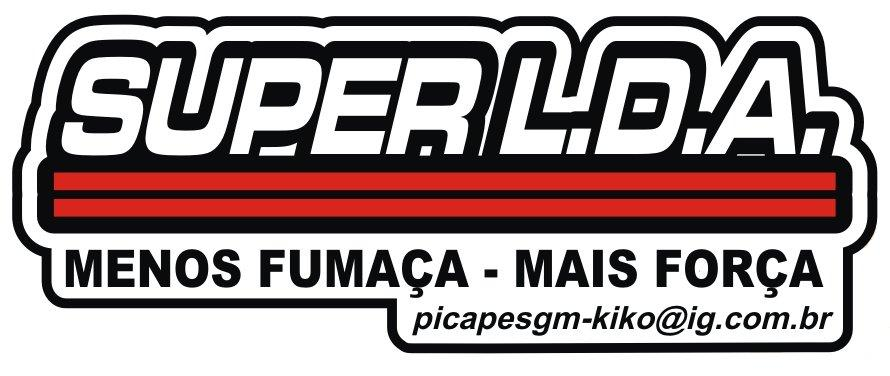 SUPER L.D.A.
MENOS FUMAÇA - MAIS FORÇA
picapesgm-kiko@ig.com.br